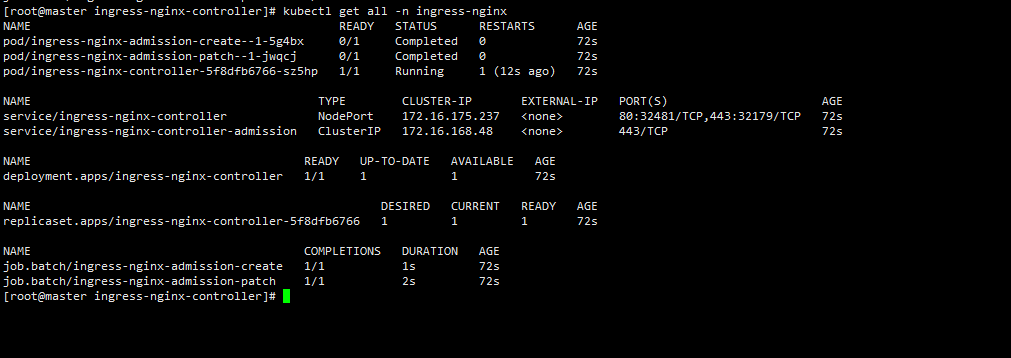 [root@master ingress-nginx-controller]# kubectl get all -n ingress-nginx
NAME                                            READY   STATUS      RESTARTS      AGE
pod/ingress-nginx-admission-create--1-5g4bx     0/1     Completed   0             72s
pod/ingress-nginx-admission-patch--1-jwqcj      0/1     Completed   0             72s
pod/ingress-nginx-controller-5f8dfb6766-sz5hp   1/1     Running     1 (12s ago)   72s
NAME                                         TYPE        CLUSTER-IP       EXTERNAL-IP   PORT(S)                      AGE
service/ingress-nginx-controller             NodePort    172.16.175.237   <none>        80:32481/TCP,443:32179/TCP   72s
service/ingress-nginx-controller-admission   ClusterIP   172.16.168.48    <none>        443/TCP                      72s
NAME                                       READY   UP-TO-DATE   AVAILABLE   AGE
deployment.apps/ingress-nginx-controller   1/1     1            1           72s
NAME                                                  DESIRED   CURRENT   READY   AGE
replicaset.apps/ingress-nginx-controller-5f8dfb6766   1         1         1       72s
NAME                                       COMPLETIONS   DURATION   AGE
job.batch/ingress-nginx-admission-create   1/1           1s         72s
job.batch/ingress-nginx-admission-patch    1/1           2s         72s
[root@master ingress-nginx-controller]#